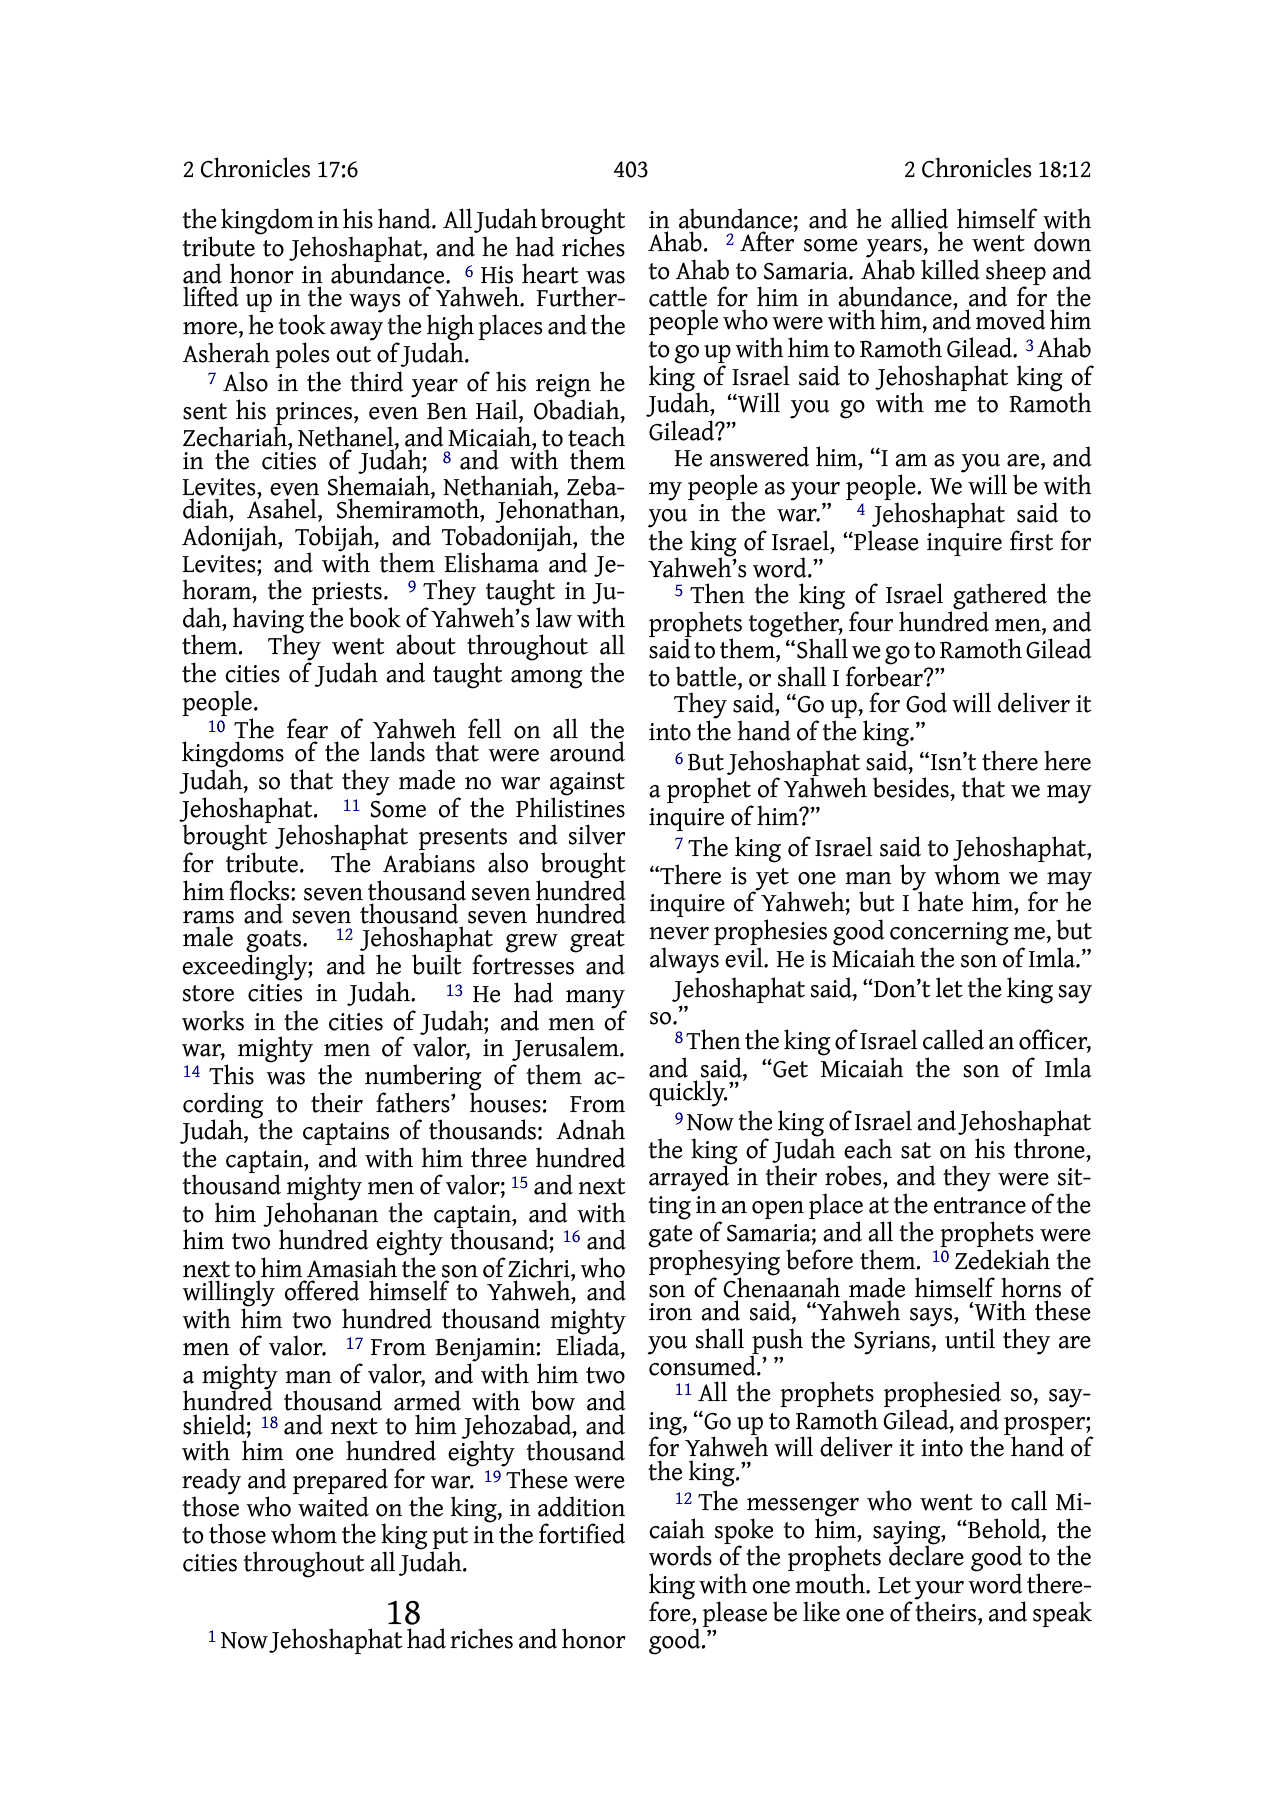 2 Chronicles 17:6 403 2 Chronicles 18:12
the kingdom in his hand. All Judah brought
tribute to Jehoshaphat, and he had riches
and honor in abundance. 6 His heart was
lifted up in the ways of Yahweh. Further-
more, he took away the high places and the
Asherah poles out of Judah.
7 Also in the third year of his reign he
sent his princes, even Ben Hail, Obadiah,
Zechariah, Nethanel, and Micaiah, to teach
in the cities of Judah; 8 and with them
Levites, even Shemaiah, Nethaniah, Zeba-
diah, Asahel, Shemiramoth, Jehonathan,
Adonijah, Tobijah, and Tobadonijah, the
Levites; and with them Elishama and Je-
horam, the priests. 9 They taught in Ju-
dah, having the book of Yahweh’s law with
them. They went about throughout all
the cities of Judah and taught among the
people.
10 The fear of Yahweh fell on all the
kingdoms of the lands that were around
Judah, so that they made no war against
Jehoshaphat. 11 Some of the Philistines
brought Jehoshaphat presents and silver
for tribute. The Arabians also brought
him flocks: seven thousand seven hundred
rams and seven thousand seven hundred
male goats. 12 Jehoshaphat grew great
exceedingly; and he built fortresses and
store cities in Judah. 13 He had many
works in the cities of Judah; and men of
war, mighty men of valor, in Jerusalem.
14 This was the numbering of them ac-
cording to their fathers’ houses: From
Judah, the captains of thousands: Adnah
the captain, and with him three hundred
thousand mighty men of valor; 15 and next
to him Jehohanan the captain, and with
him two hundred eighty thousand; 16 and
next to him Amasiah the son of Zichri, who
willingly offered himself to Yahweh, and
with him two hundred thousand mighty
men of valor. 17 From Benjamin: Eliada,
a mighty man of valor, and with him two
hundred thousand armed with bow and
shield; 18 and next to him Jehozabad, and
with him one hundred eighty thousand
ready and prepared for war. 19 These were
those who waited on the king, in addition
to those whom the king put in the fortified
cities throughout all Judah.
18
1 Now Jehoshaphat had riches and honor
in abundance; and he allied himself with
Ahab. 2 After some years, he went down
to Ahab to Samaria. Ahab killed sheep and
cattle for him in abundance, and for the
people who were with him, and moved him
to go up with him to Ramoth Gilead. 3 Ahab
king of Israel said to Jehoshaphat king of
Judah, “Will you go with me to Ramoth
Gilead?”
He answered him, “I am as you are, and
my people as your people. We will be with
you in the war.” 4 Jehoshaphat said to
the king of Israel, “Please inquire first for
Yahweh’s word.”
5 Then the king of Israel gathered the
prophets together, four hundred men, and
said to them, “Shall we go to Ramoth Gilead
to battle, or shall I forbear?”
They said, “Go up, for God will deliver it
into the hand of the king.”
6 But Jehoshaphat said, “Isn’t there here
a prophet of Yahweh besides, that we may
inquire of him?”
7 The king of Israel said to Jehoshaphat,
“There is yet one man by whom we may
inquire of Yahweh; but I hate him, for he
never prophesies good concerning me, but
always evil. He is Micaiah the son of Imla.”
Jehoshaphat said, “Don’t let the king say
so.”
8 Then the king of Israel called an officer,
and said, “Get Micaiah the son of Imla
quickly.”
9 Now the king of Israel and Jehoshaphat
the king of Judah each sat on his throne,
arrayed in their robes, and they were sit-
ting in an open place at the entrance of the
gate of Samaria; and all the prophets were
prophesying before them. 10 Zedekiah the
son of Chenaanah made himself horns of
iron and said, “Yahweh says, ‘With these
you shall push the Syrians, until they are
consumed.’ ”
11 All the prophets prophesied so, say-
ing, “Go up to Ramoth Gilead, and prosper;
for Yahweh will deliver it into the hand of
the king.”
12 The messenger who went to call Mi-
caiah spoke to him, saying, “Behold, the
words of the prophets declare good to the
king with one mouth. Let your word there-
fore, please be like one of theirs, and speak
good.”